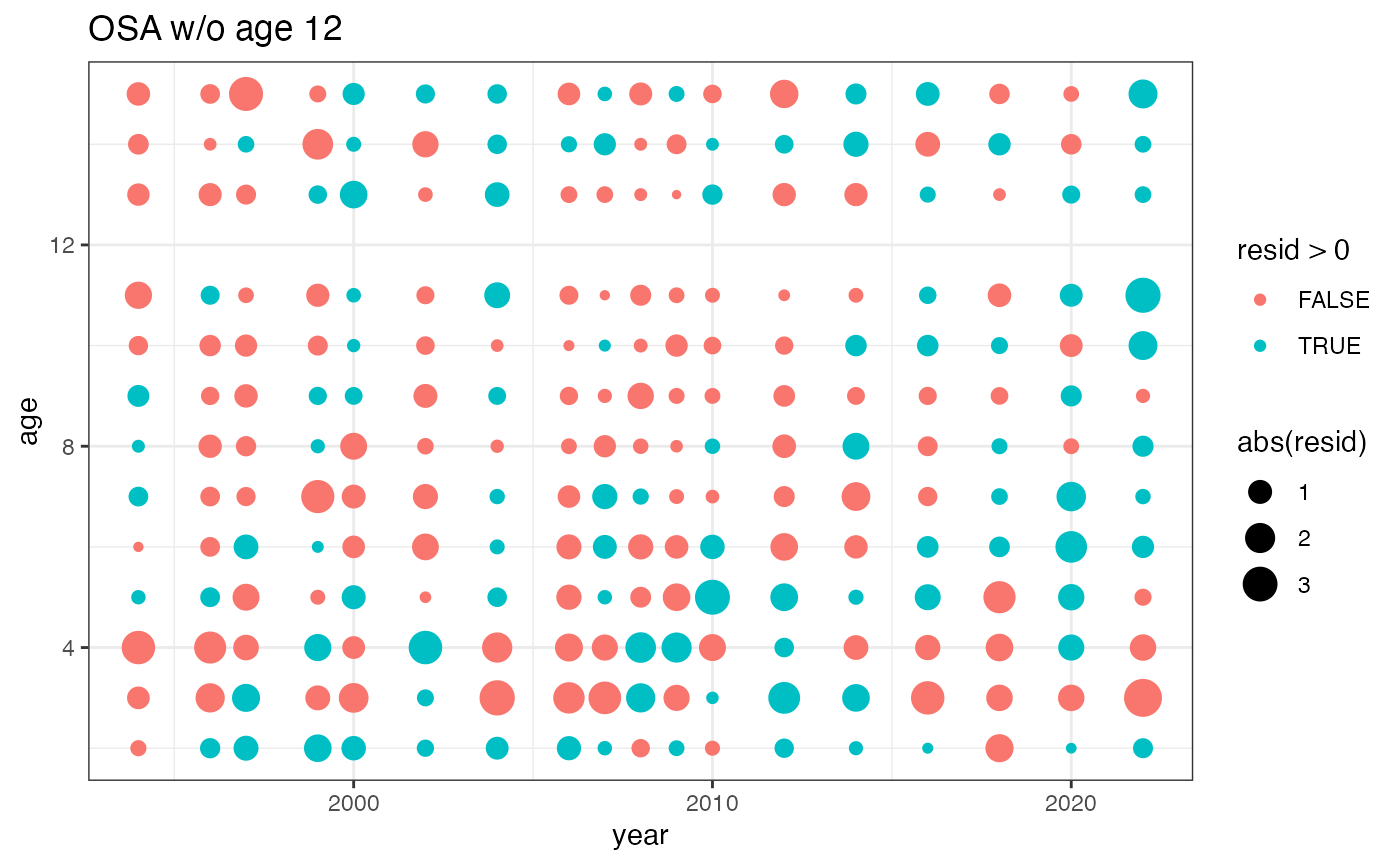 OSA w/o age 12
12
8
4
age
2000
2010
2020
year
resid > 0
FALSE
TRUE
abs(resid)
1
2
3